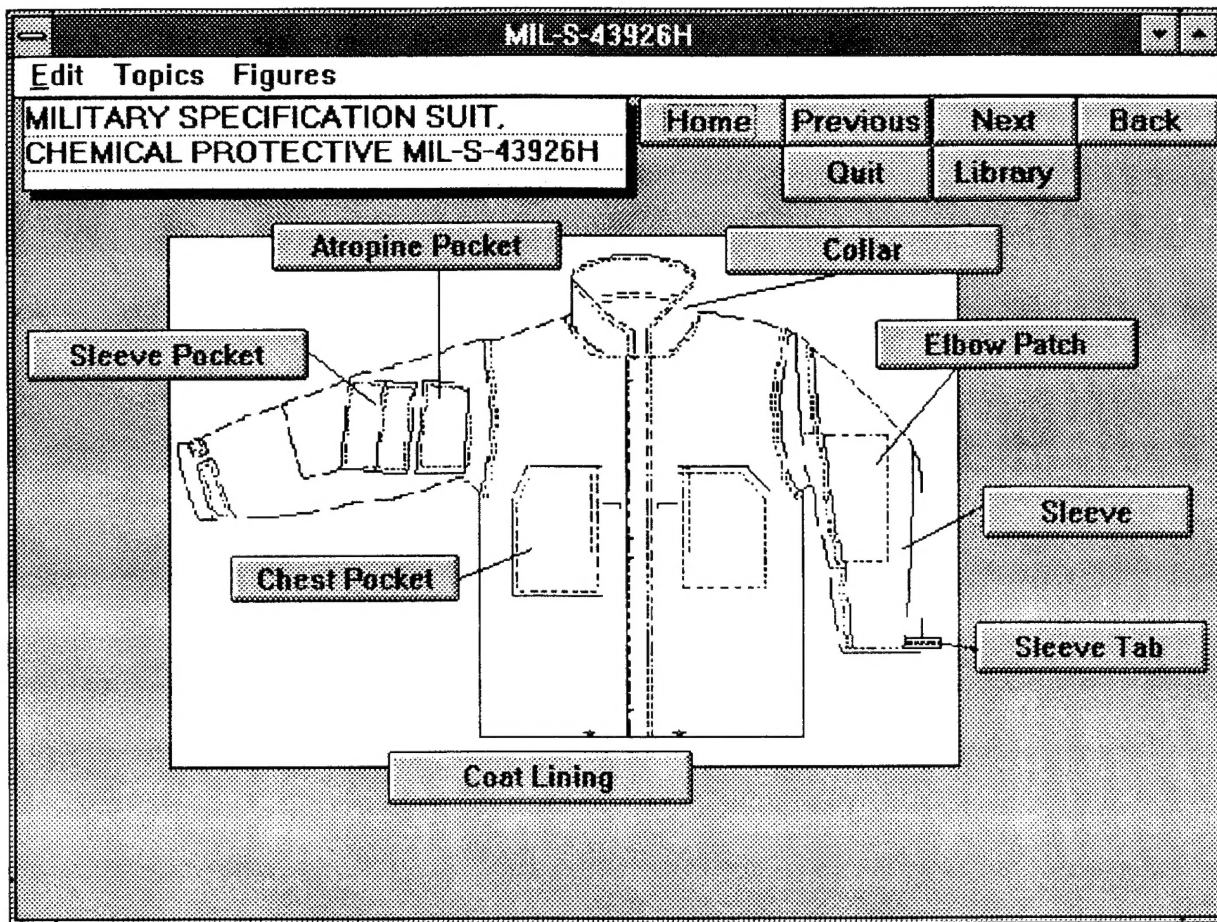 MIL-S-43926H
Edit Topics Figures
MILITARY SPECIFICATION SUIT,
CHEMICAL PROTECTIVE MIL-S-43926H
Home Previous Next Back
Quit Library
Atropine Pocket
Collar
Sleeve Pocket
Elbow Patch
Sleeve
Chest Pocket
Sleeve Tab
Coat Lining